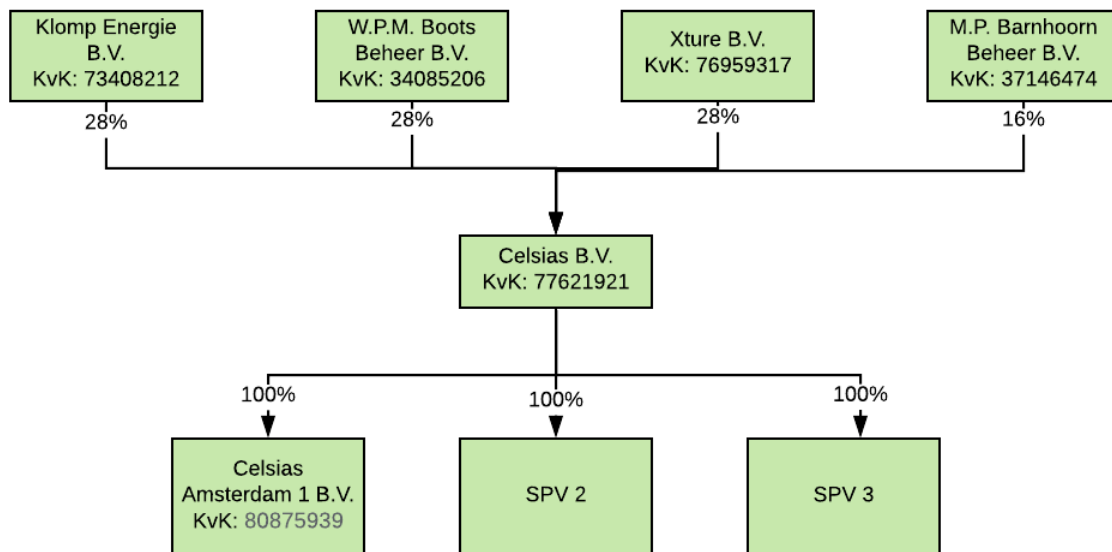 Klomp Energie
B.V.
KvK: 73408212
W.P.M. Boots
Beheer B.V.
KvK: 34085206
Xture B.V.
KvK: 76959317
M.P. Barnhoorn
Beheer B.V.
KvK: 37146474
28%
28%
28%
16%
Celsias B.V.
KvK: 77621921
100%
100%
100%
Celsias
Amsterdam 1 B.V.
KvK: 80875939
SPV 2
SPV 3